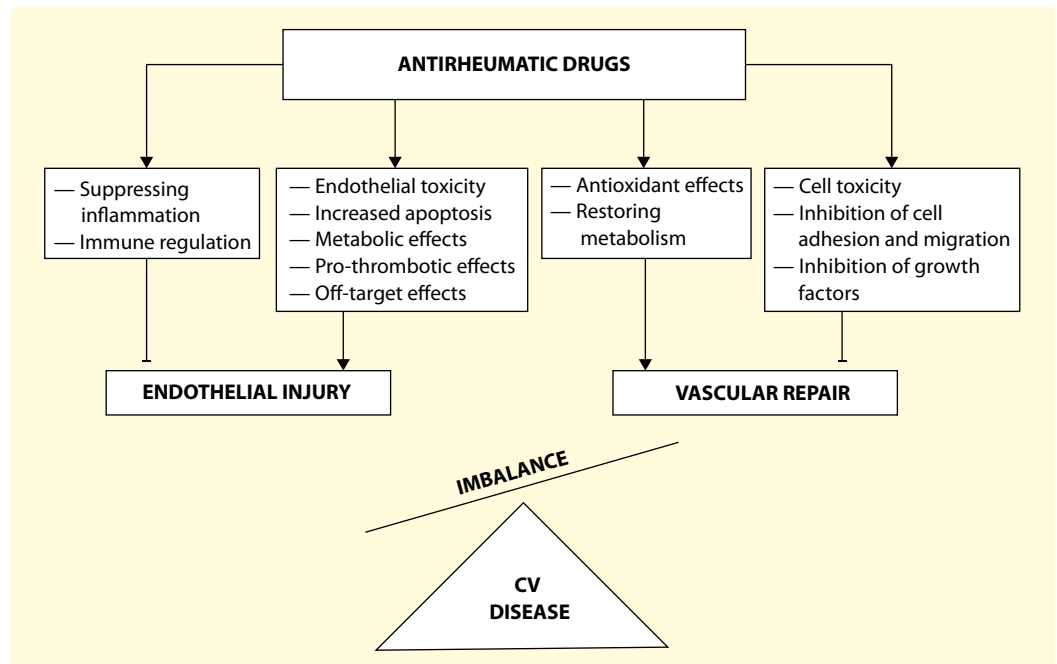 ANTIRHEUMATIC DRUGS
— Suppressing
inflammation
— Immune regulation
— Endothelial toxicity
— Increased apoptosis
— Metabolic effects
— Pro-thrombotic effects
— Off-target effects
— Antioxidant effects
— Restoring
metabolism
— Cell toxicity
— Inhibition of cell
adhesion and migration
— Inhibition of growth
factors
ENDOTHELIAL INJURY
VASCULAR REPAIR
IMBALANCE
CV
DISEASE